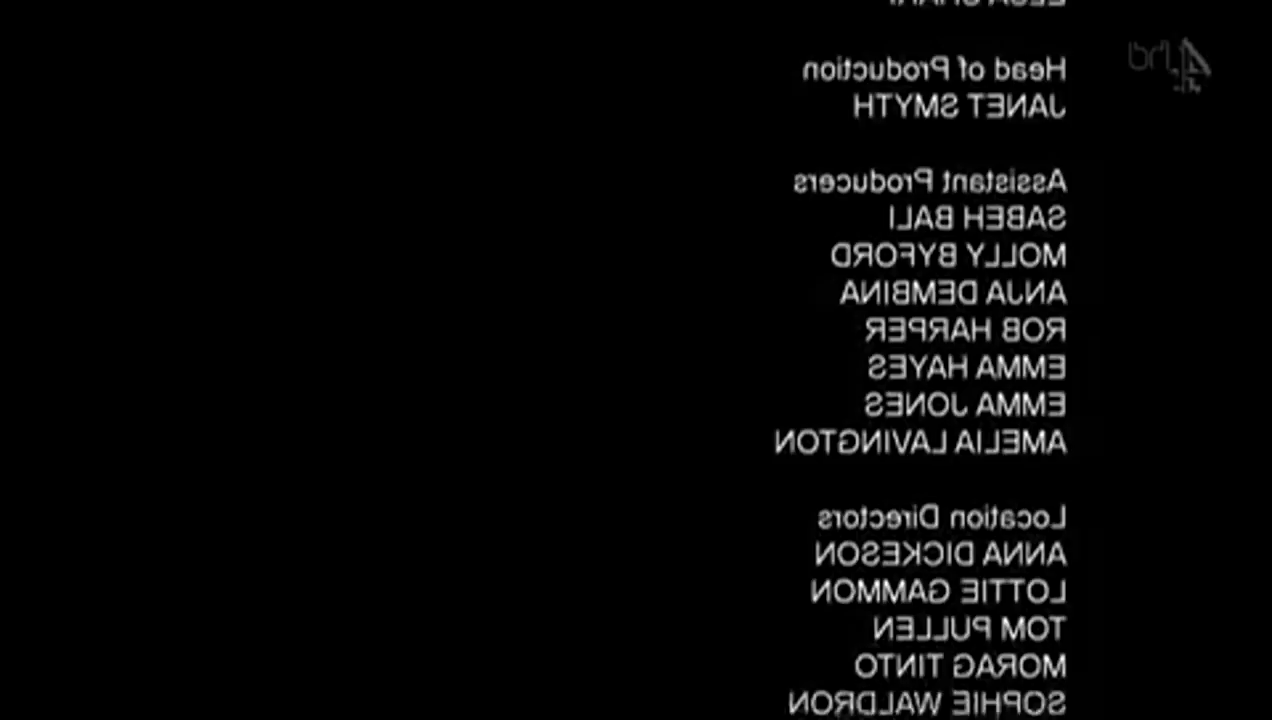 Head of Production
JANET SMYTH
Assistant Producers
SABEH BALI
MOLLY BYFORD
ANJA DEMBINA
ROB HARPER
EMMA HAYES
EMMA JONES
AMELIA LAVINGTON
Location Directors
ANNA DICKESON
LOTTIE GAMMON
TOM PULLEN
MORAG TINTO
SOPHIE WALDRON
4hd